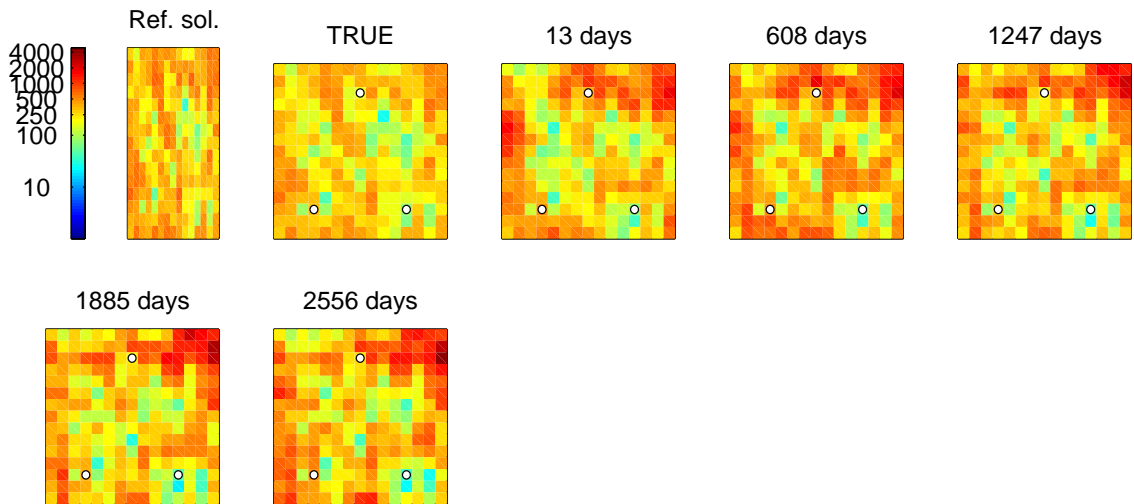 Ref. sol.
TRUE
13 days
608 days
1247 days
4000
2000
1000
500
250
100
10
1885 days
2556 days